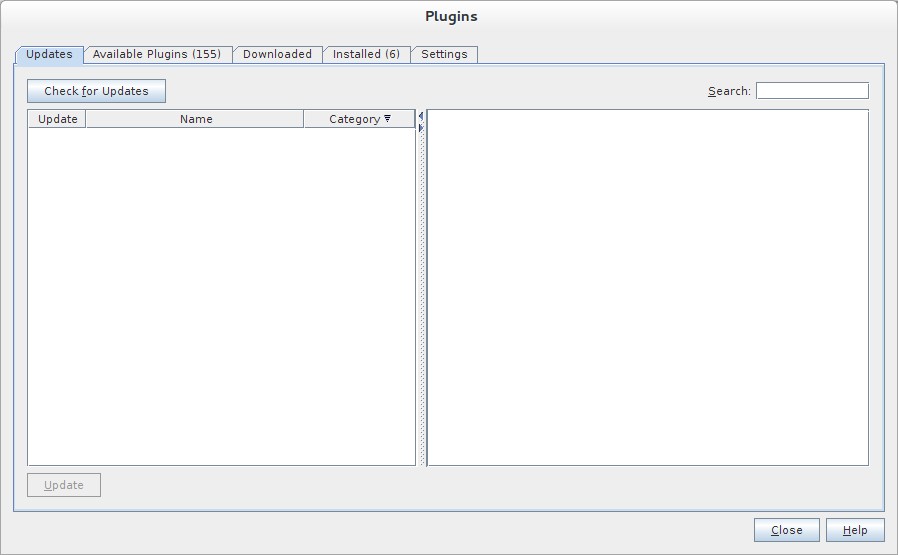 Plugins
Updates Available Plugins (155) Downloaded Installed (6) Settings
Check for Updates Search:
Update Name Category
Update
Close Help